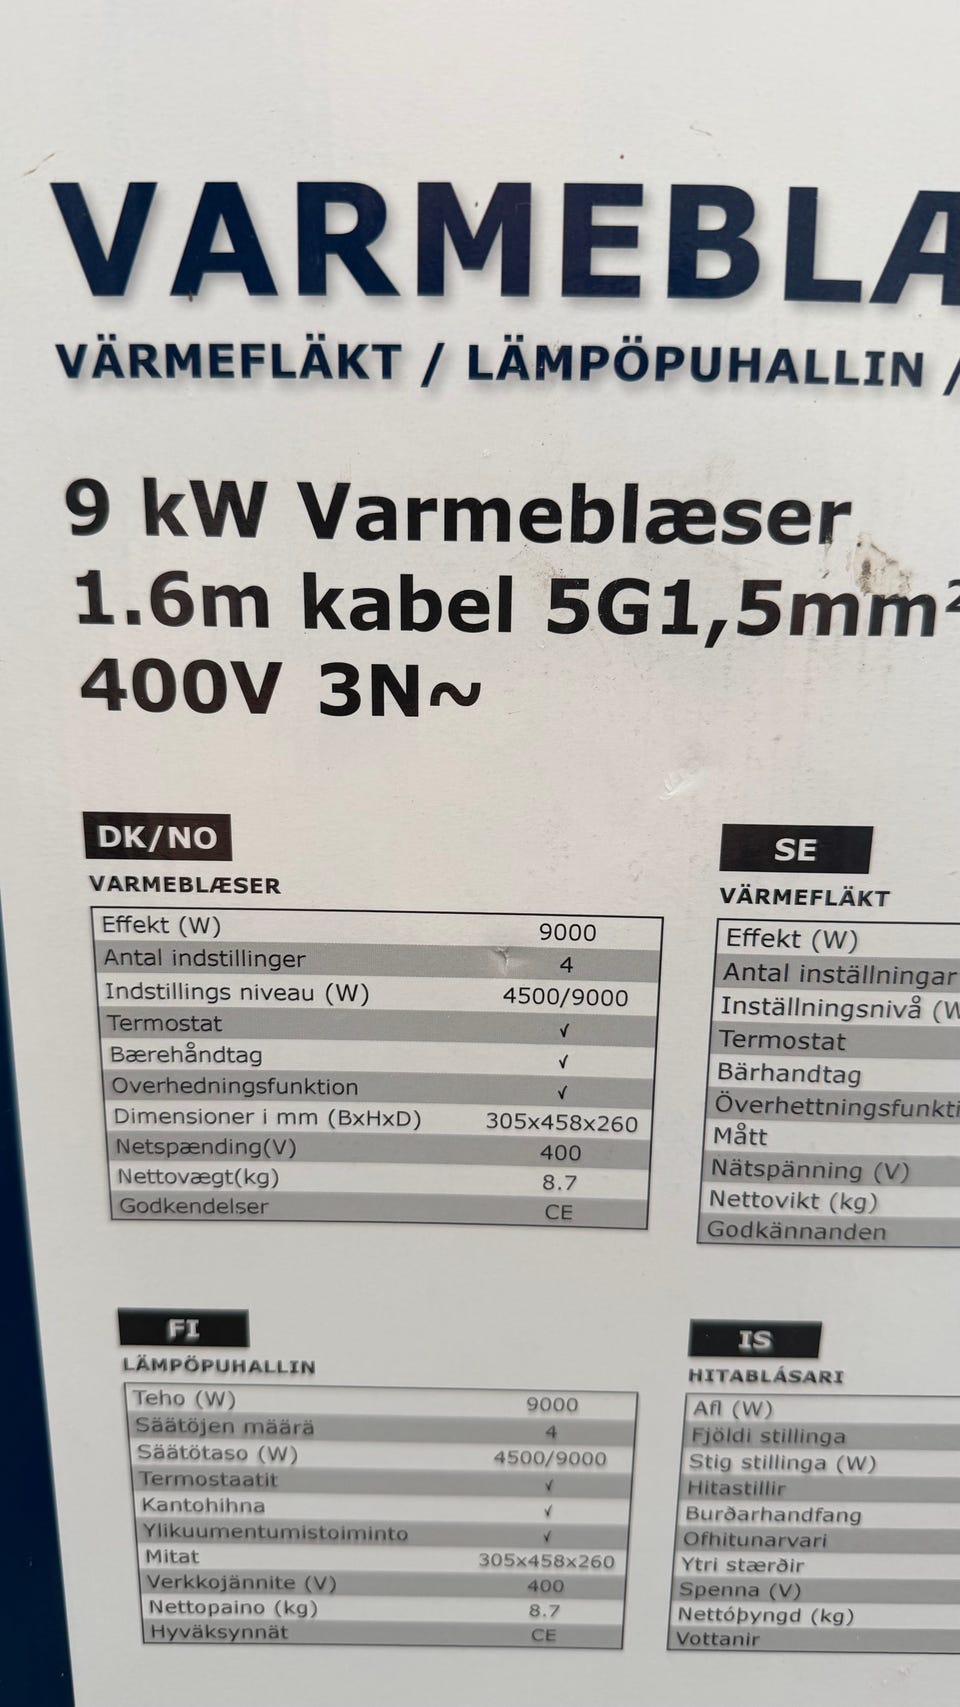 VARMEBLA
VÄRMEFLÄKT / LÄMPÖPUHALLIN /
9 kW Varmeblæser
1.6m kabel 5G1,5mm²
400V 3N~
DK/NO
VARMEBLÆSER
Effekt (W) 9000
Antal indstillinger 4
Indstillings niveau (W) 4500/9000
Termostat √
Bærehåndtag √
Overhedningsfunktion √
Dimensioner i mm (BxHxD) 305x458x260
Netspænding(V) 400
Nettovægt(kg) 8.7
Godkendelser CE
SE
VÄRMEFLÄKT
Effekt (W)
Antal inställningar
Inställningsnivå (W
Termostat
Bärhandtag
Överhettningsfunkti
Mått
Nätspänning (V)
Nettovikt (kg)
Godkännanden
FI
LÄMPÖPUHALLIN
Teho (W) 9000
Säätöjen määrä 4
Säätötaso (W) 4500/9000
Termostaatit √
Kantohihna √
Ylikuumentumistoiminto √
Mitat 305x458x260
Verkkojännite (V) 400
Nettopaino (kg) 8.7
Hyväksynnät CE
IS
HITABLÁSARI
Afl (W)
Fjöldi stillinga
Stig stillinga (W)
Hitastillir
Burðarhandfang
Ofhitunarvari
Ytri stærðir
Spenna (V)
Nettóþyngd (kg)
Vottanir